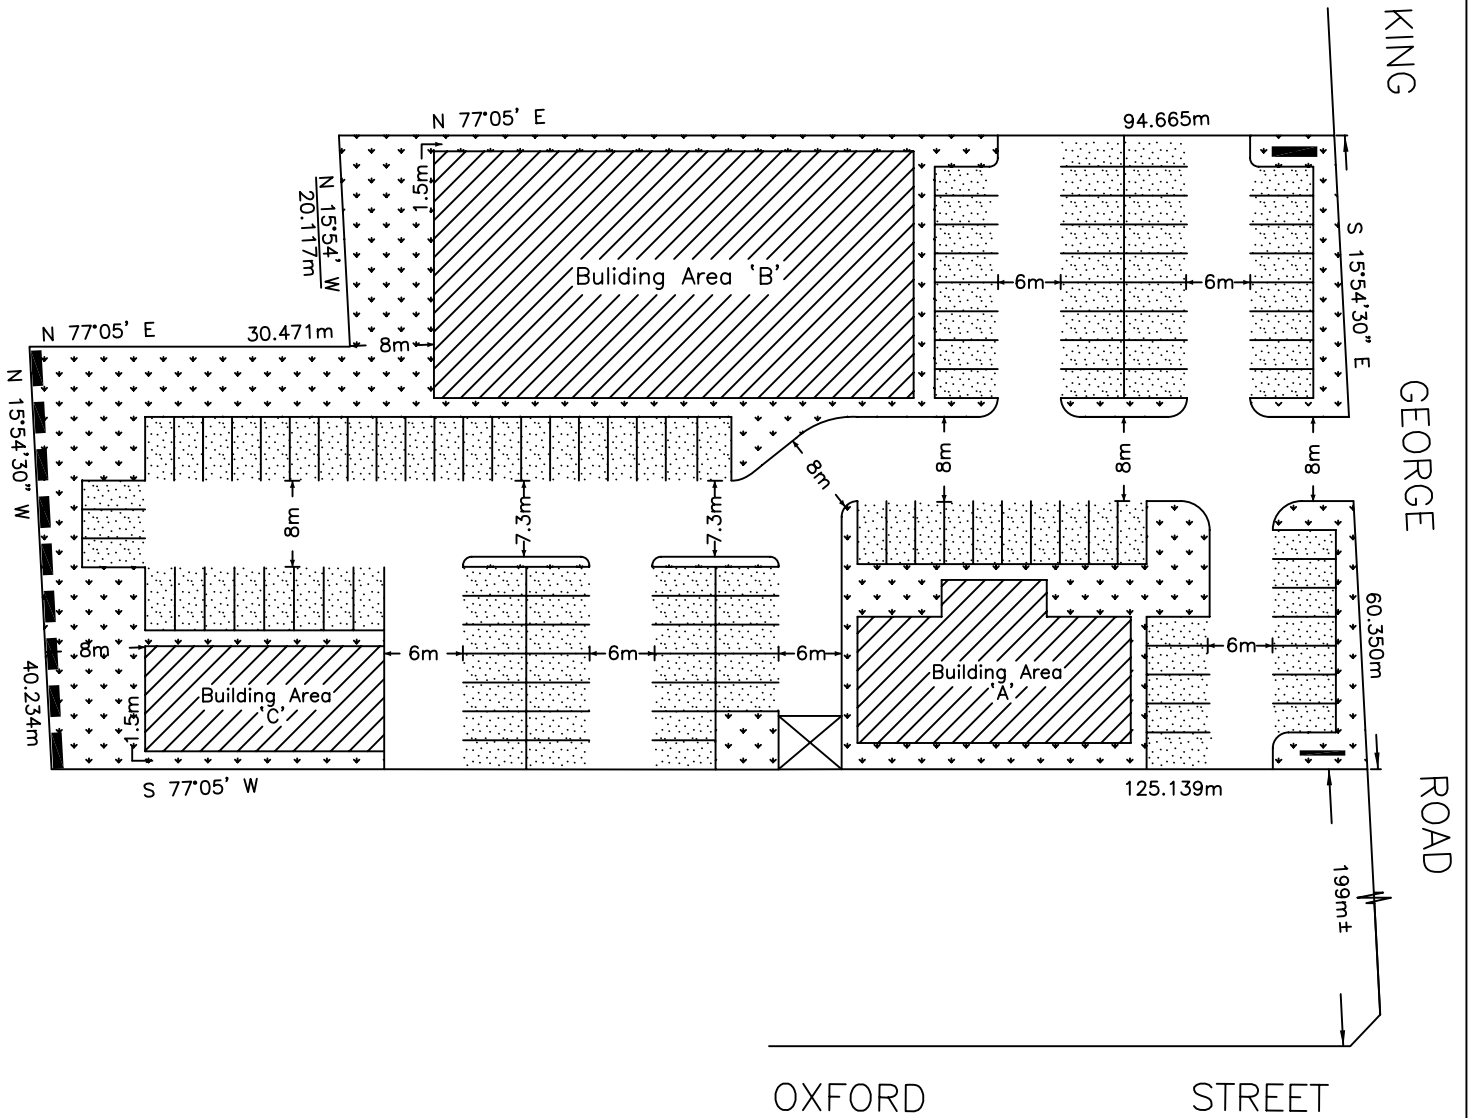 KING
GEORGE
ROAD
N 77°05' E
94.665m
1.5m
N 15°54' W
20.117m
Buliding Area 'B'
6m
6m
S 15°54'30" E
N 77°05' E
30.471m
8m
N 15°54'30" W
40.234m
8m
8m
8m
8m
8m
7.3m
7.3m
60.350m
8m
6m
6m
6m
6m
Building Area
'C'
Building Area
'A'
1.5m
S 77°05' W
125.139m
199m±
OXFORD STREET